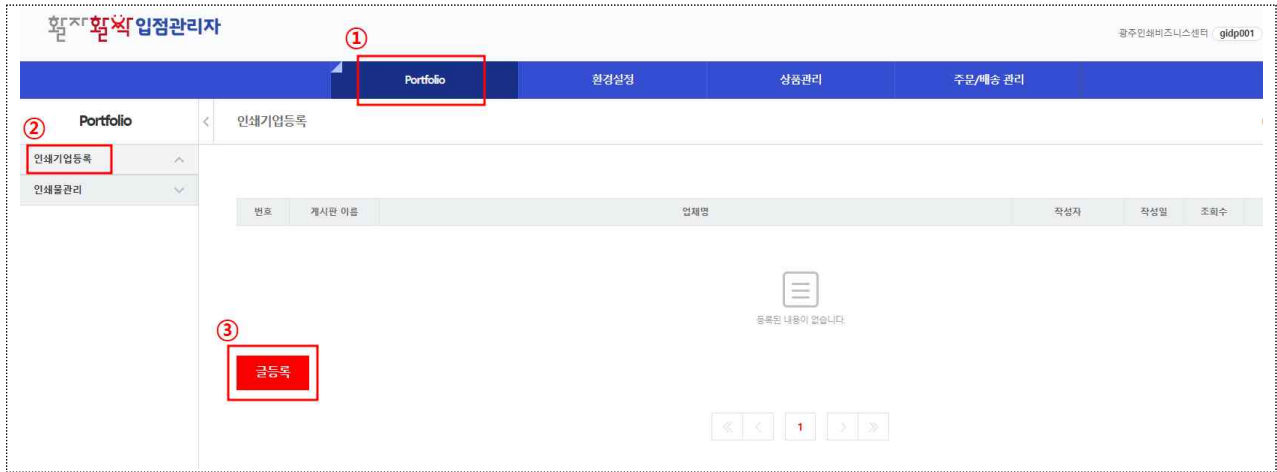 활자활짝 입점관리자
광주인쇄비즈니스센터 gidp001
①
Portfolio 환경설정 상품관리 주문/배송 관리
② Portfolio < 인쇄기업등록
인쇄기업등록
인쇄물관리
번호 게시판 이름 업체명 작성자 작성일 조회수
등록된 내용이 없습니다.
③
글등록
≪ < 1 > ≫